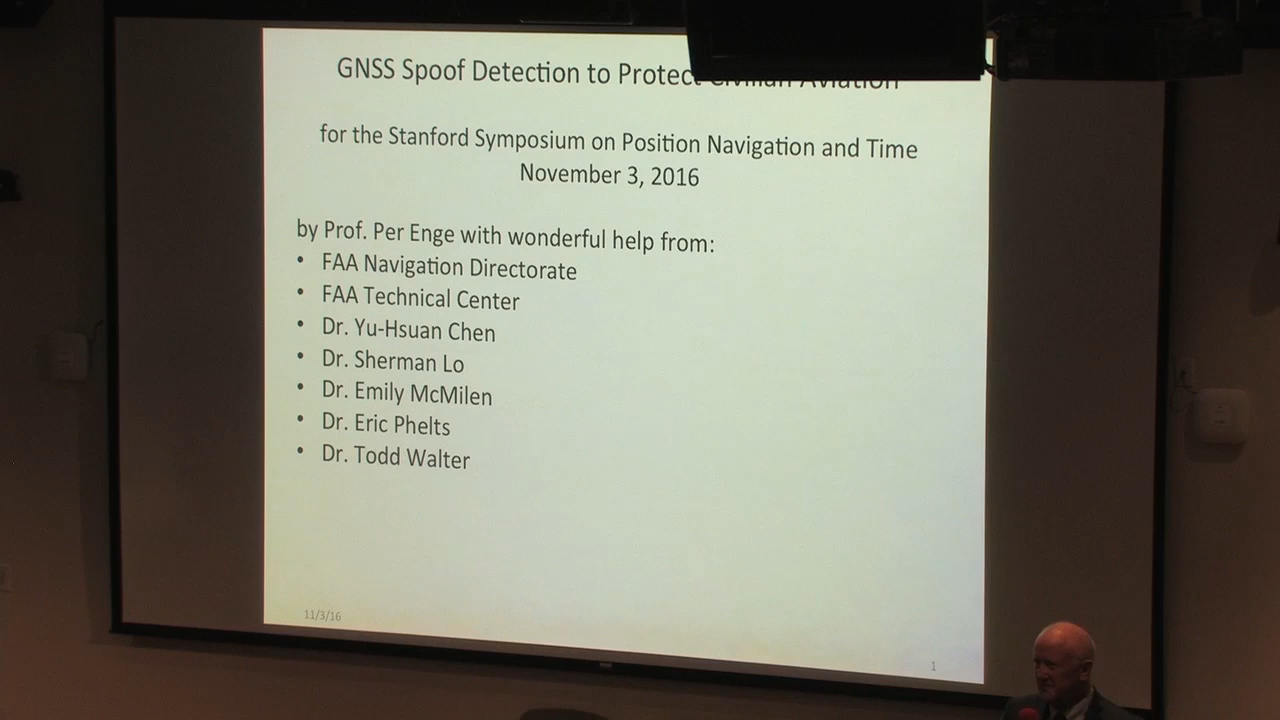 GNSS Spoof Detection to Protect Civilian Aviation
for the Stanford Symposium on Position Navigation and Time
November 3, 2016
by Prof. Per Enge with wonderful help from:
• FAA Navigation Directorate
• FAA Technical Center
• Dr. Yu-Hsuan Chen
• Dr. Sherman Lo
• Dr. Emily McMilen
• Dr. Eric Phelts
• Dr. Todd Walter
11/3/16
1